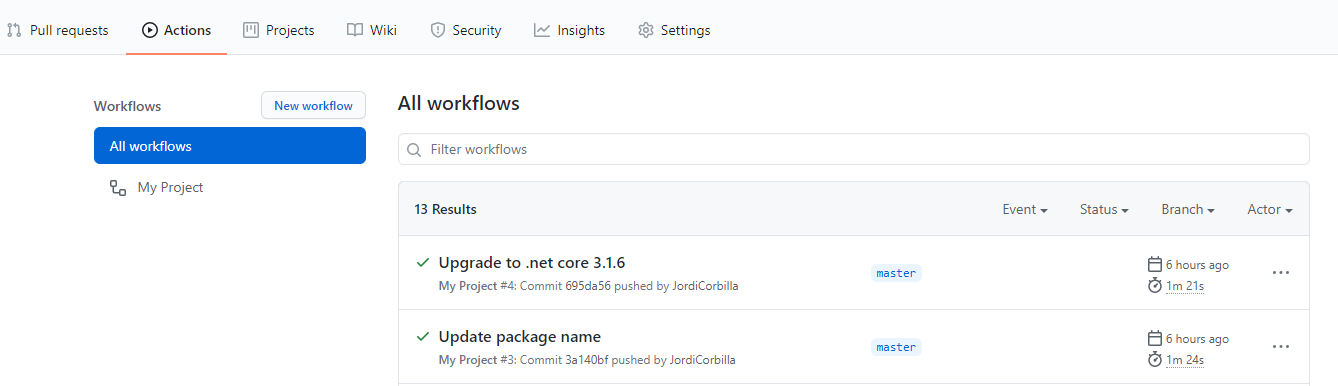 Pull requests Actions Projects Wiki Security Insights Settings
Workflows New workflow
All workflows
My Project
All workflows
Filter workflows
13 Results Event Status Branch Actor
Upgrade to .net core 3.1.6
My Project #4: Commit 695da56 pushed by JordiCorbilla
master
6 hours ago
1m 21s
Update package name
My Project #3: Commit 3a140bf pushed by JordiCorbilla
master
6 hours ago
1m 24s